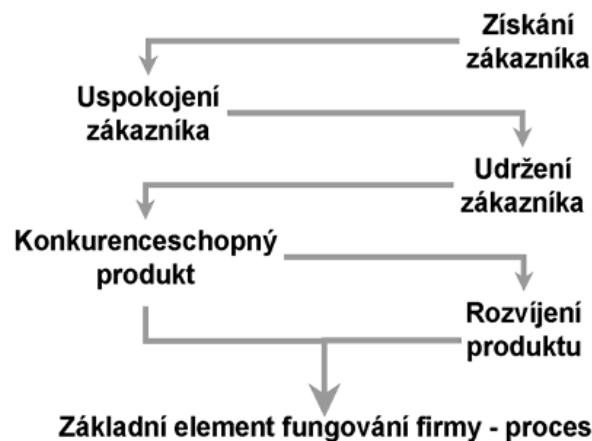 Získání
zákazníka
Uspokojení
zákazníka
Udržení
zákazníka
Konkurenceschopný
produkt
Rozvíjení
produktu
Základní element fungování firmy - proces